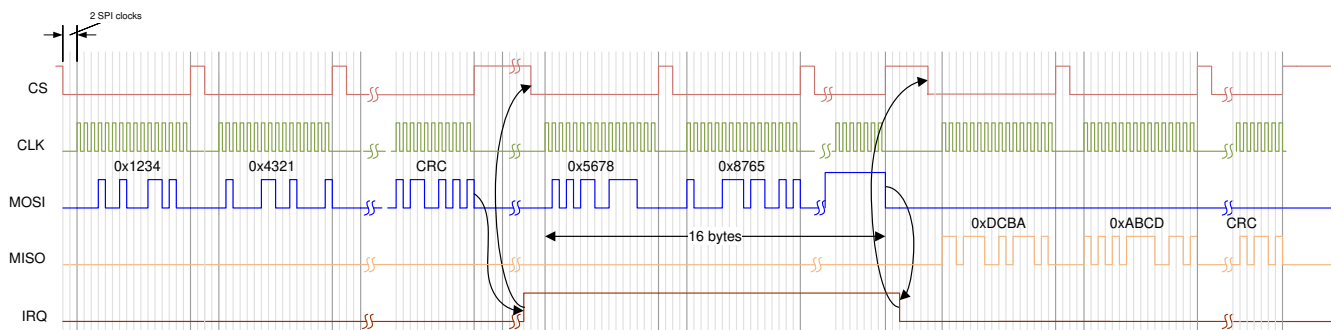 2 SPI clocks
CS
CLK
0x1234 0x4321 CRC 0x5678 0x8765
MOSI
0xDCBA 0xABCD CRC
16 bytes
MISO
IRQ